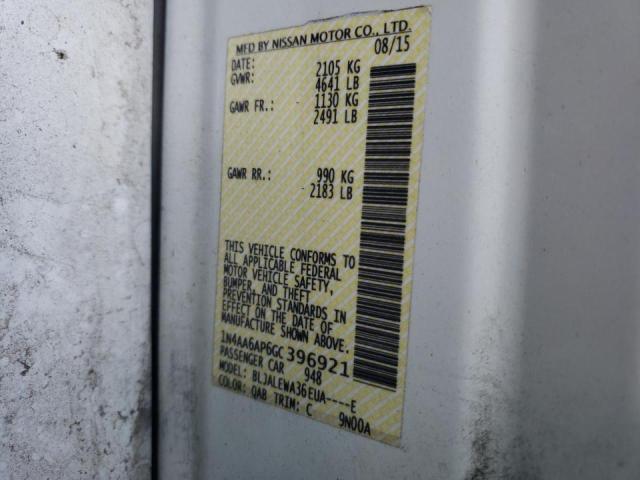 MFD BY NISSAN MOTOR CO., LTD.
DATE: 08/15
GVWR: 2105 KG
4641 LB
GAWR FR.: 1130 KG
2491 LB
GAWR RR.: 990 KG
2183 LB
THIS VEHICLE CONFORMS TO
ALL APPLICABLE FEDERAL
MOTOR VEHICLE SAFETY,
BUMPER, AND THEFT
PREVENTION STANDARDS IN
EFFECT ON THE DATE OF
MANUFACTURE SHOWN ABOVE.
1N4AA6AP6GC396921
PASSENGER CAR 948
MODEL: BLJALEWA36EUA----E
COLOR: QAB TRIM: C 9N00A